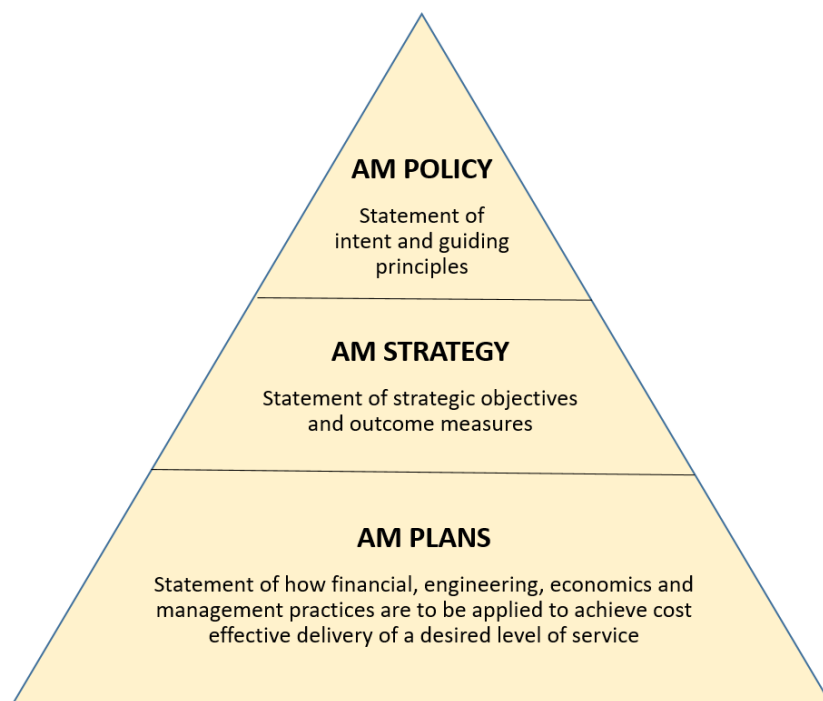 AM POLICY
Statement of
intent and guiding
principles
AM STRATEGY
Statement of strategic objectives
and outcome measures
AM PLANS
Statement of how financial, engineering, economics and
management practices are to be applied to achieve cost
effective delivery of a desired level of service